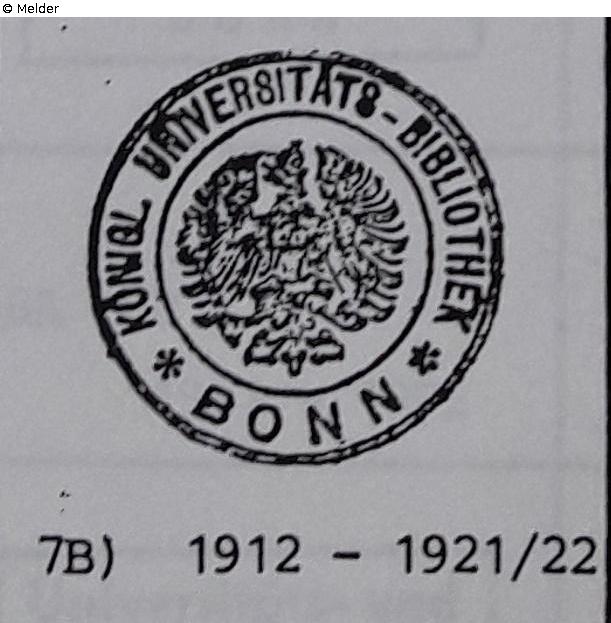 © Melder
KÖNIGL. UNIVERSITÄTS-BIBLIOTHEK
* BONN *
7B) 1912 - 1921/22